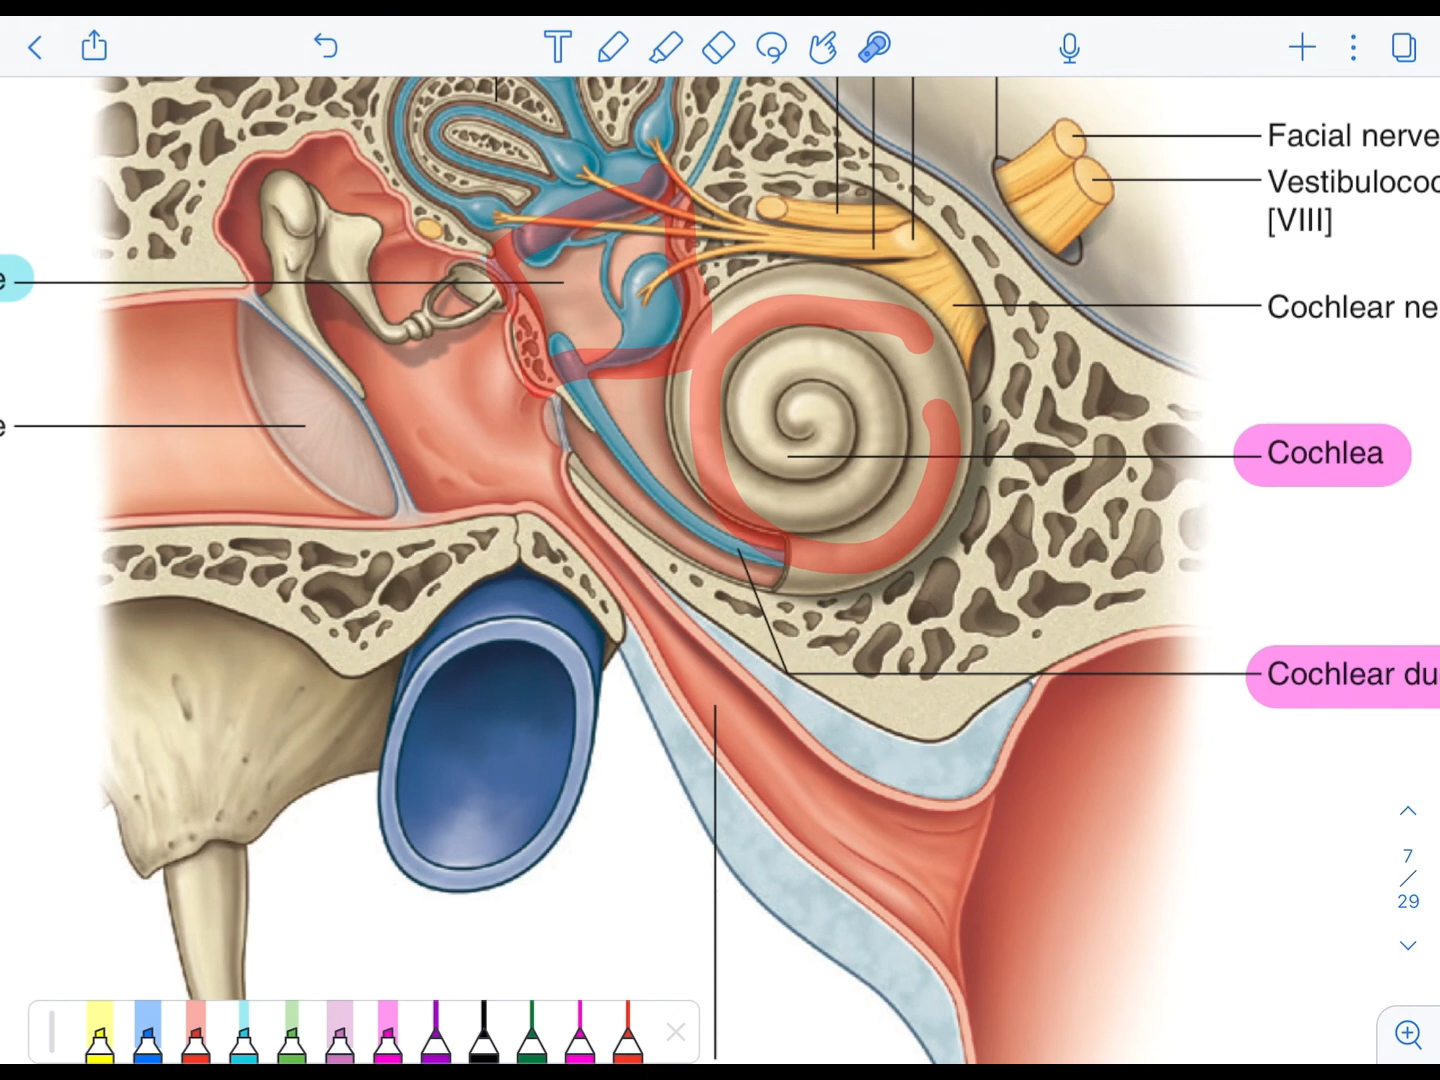 Facial nerve
Vestibulococ
[VIII]
e
Cochlear ne
e
Cochlea
Cochlear du
7
/
29